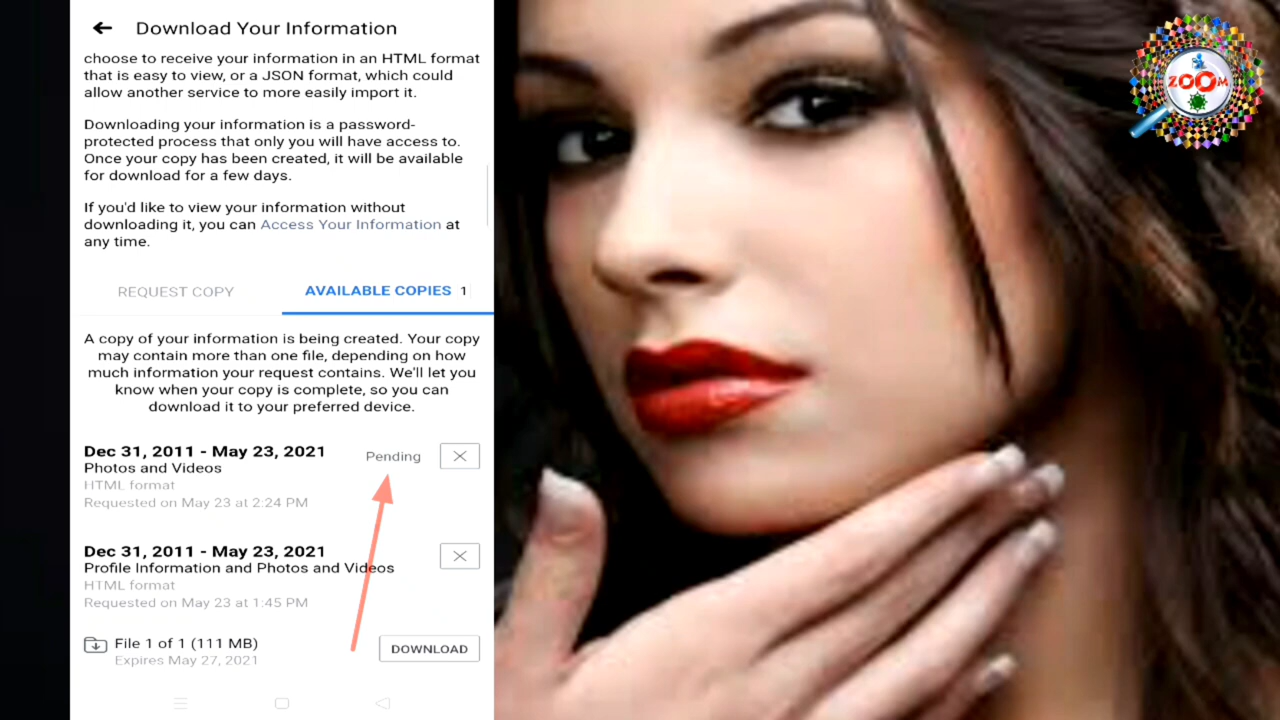 Download Your Information
choose to receive your information in an HTML format
that is easy to view, or a JSON format, which could
allow another service to more easily import it.
Downloading your information is a password-
protected process that only you will have access to.
Once your copy has been created, it will be available
for download for a few days.
If you'd like to view your information without
downloading it, you can Access Your Information at
any time.
REQUEST COPY
AVAILABLE COPIES 1
A copy of your information is being created. Your copy
may contain more than one file, depending on how
much information your request contains. We'll let you
know when your copy is complete, so you can
download it to your preferred device.
Dec 31, 2011 - May 23, 2021
Pending
Photos and Videos
HTML format
Requested on May 23 at 2:24 PM
Dec 31, 2011 - May 23, 2021
Profile Information and Photos and Videos
HTML format
Requested on May 23 at 1:45 PM
File 1 of 1 (111 MB)
Expires May 27, 2021
DOWNLOAD
ZOOM